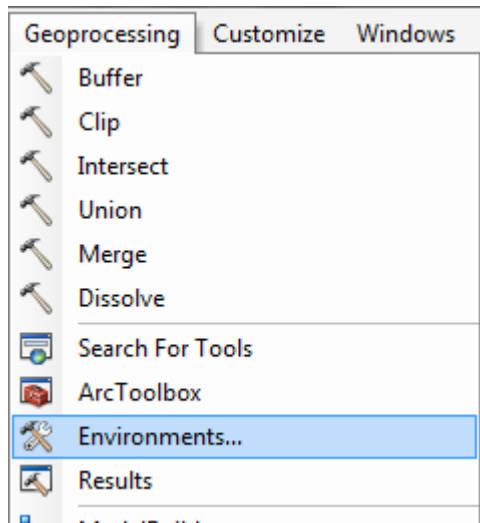 Geoprocessing Customize Windows
Buffer
Clip
Intersect
Union
Merge
Dissolve
Search For Tools
ArcToolbox
Environments...
Results